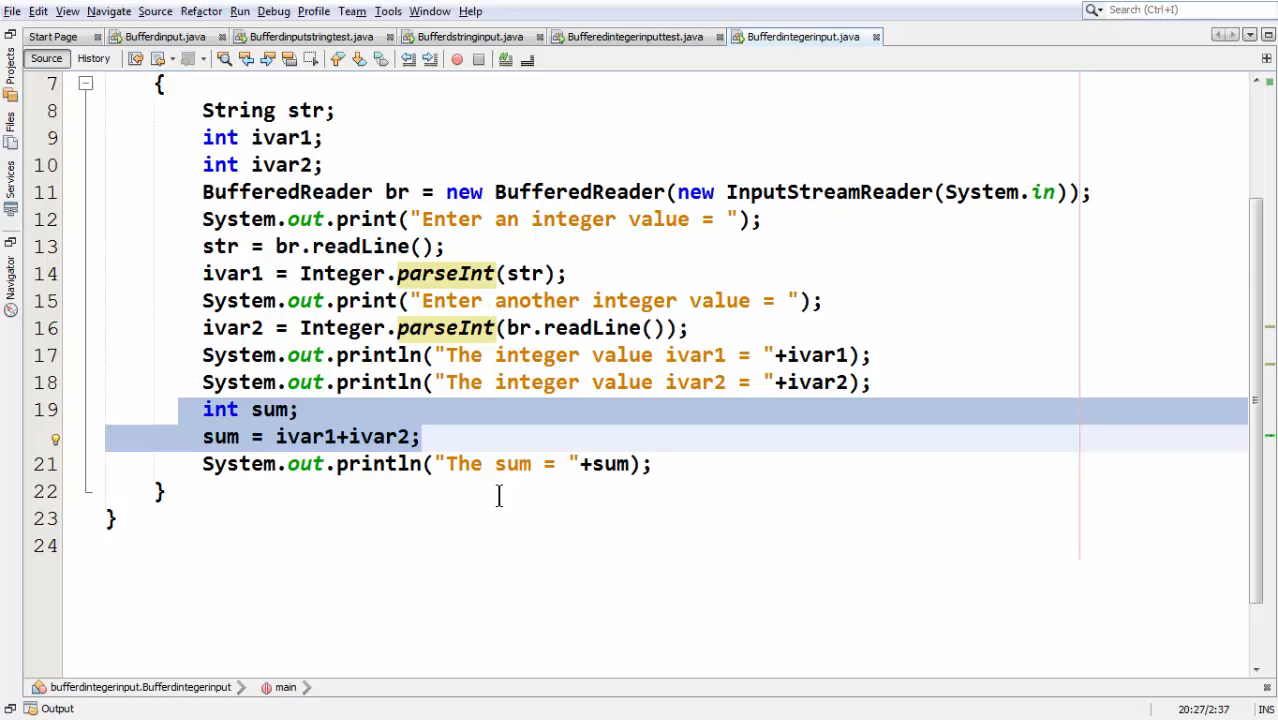 File Edit View Navigate Source Refactor Run Debug Profile Team Tools Window Help
Search (Ctrl+I)
Start Page Bufferdinput.java Bufferdinputstringtest.java Bufferdstringinput.java Bufferedintegerinputtest.java Bufferdintegerinput.java
Source History
Projects
Files
Services
Navigator
7 {
8 String str;
9 int ivar1;
10 int ivar2;
11 BufferedReader br = new BufferedReader(new InputStreamReader(System.in));
12 System.out.print("Enter an integer value = ");
13 str = br.readLine();
14 ivar1 = Integer.parseInt(str);
15 System.out.print("Enter another integer value = ");
16 ivar2 = Integer.parseInt(br.readLine());
17 System.out.println("The integer value ivar1 = "+ivar1);
18 System.out.println("The integer value ivar2 = "+ivar2);
19 int sum;
sum = ivar1+ivar2;
21 System.out.println("The sum = "+sum);
22 }
23 }
24
bufferdintegerinput.Bufferdintegerinput main
Output 20:27/2:37 INS